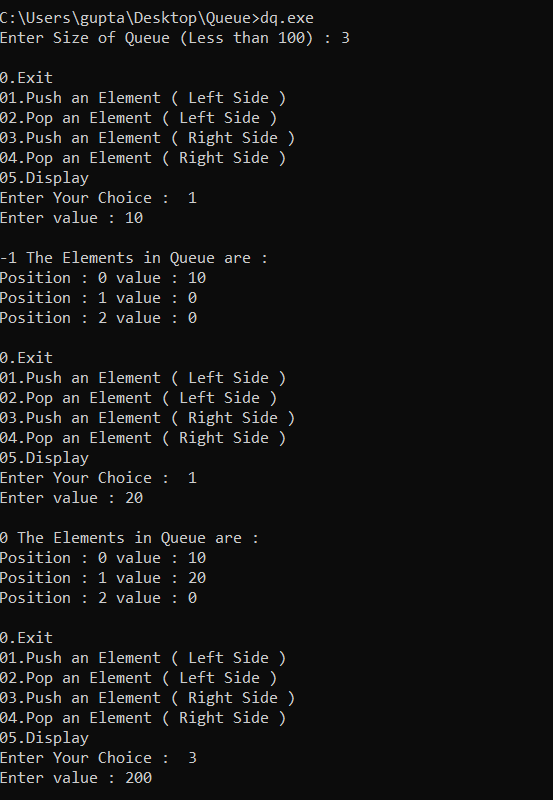 C:\Users\gupta\Desktop\Queue>dq.exe
Enter Size of Queue (Less than 100) : 3
0.Exit
01.Push an Element ( Left Side )
02.Pop an Element ( Left Side )
03.Push an Element ( Right Side )
04.Pop an Element ( Right Side )
05.Display
Enter Your Choice :  1
Enter value : 10
-1 The Elements in Queue are :
Position : 0 value : 10
Position : 1 value : 0
Position : 2 value : 0
0.Exit
01.Push an Element ( Left Side )
02.Pop an Element ( Left Side )
03.Push an Element ( Right Side )
04.Pop an Element ( Right Side )
05.Display
Enter Your Choice :  1
Enter value : 20
0 The Elements in Queue are :
Position : 0 value : 10
Position : 1 value : 20
Position : 2 value : 0
0.Exit
01.Push an Element ( Left Side )
02.Pop an Element ( Left Side )
03.Push an Element ( Right Side )
04.Pop an Element ( Right Side )
05.Display
Enter Your Choice :  3
Enter value : 200